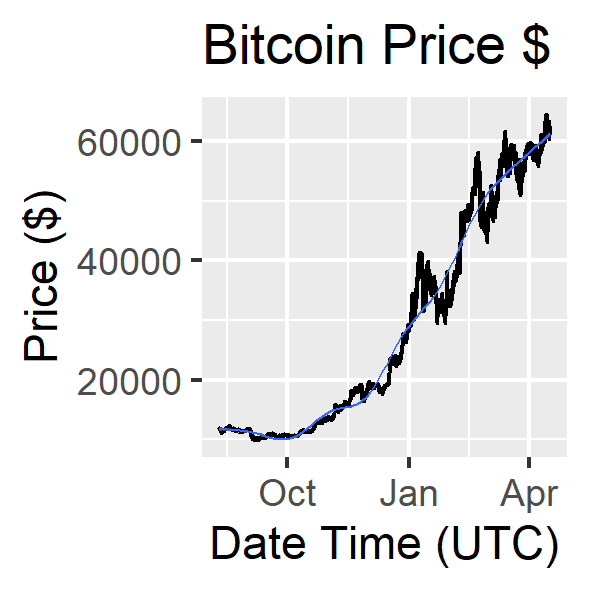 Bitcoin Price $
Price ($)
60000
40000
20000
Oct Jan Apr
Date Time (UTC)